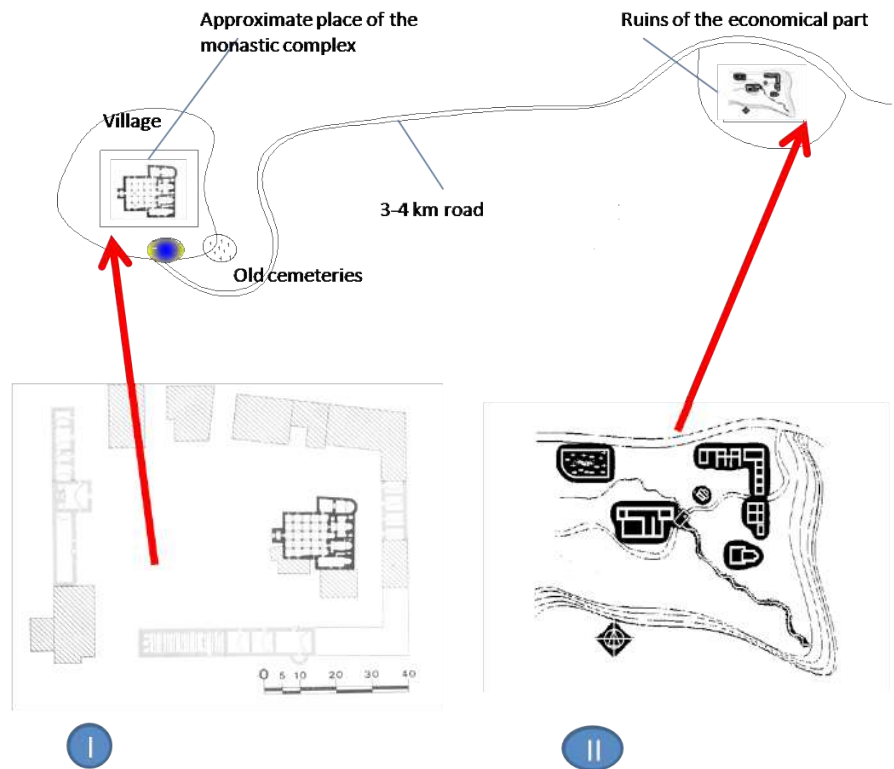 Approximate place of the
monastic complex
Ruins of the economical part
Village
3-4 km road
Old cemeteries
0 5 10 20 30 40
I
II